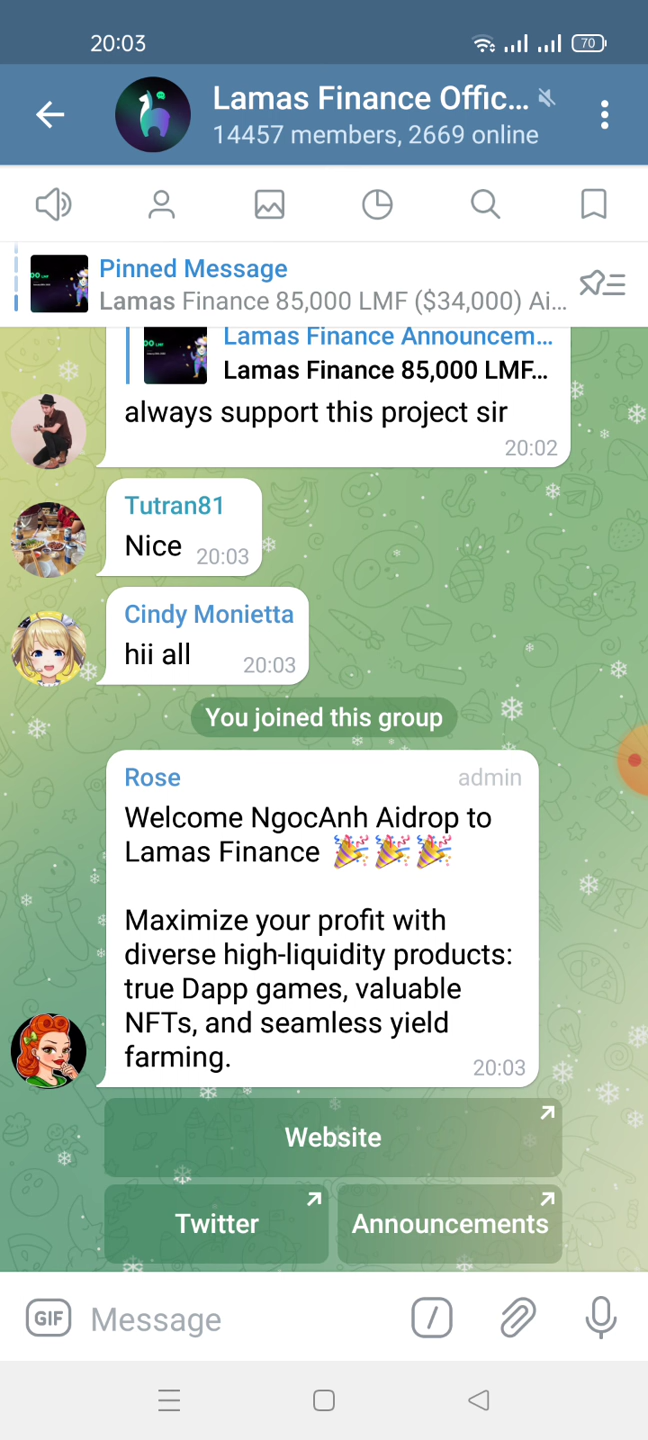 20:03
70
Lamas Finance Offic...
14457 members, 2669 online
Pinned Message
Lamas Finance 85,000 LMF ($34,000) Ai...
Lamas Finance Announcem...
Lamas Finance 85,000 LMF...
always support this project sir
20:02
Tutran81
Nice 20:03
Cindy Monietta
hii all 20:03
You joined this group
Rose admin
Welcome NgocAnh Aidrop to
Lamas Finance 🎉🎉🎉
Maximize your profit with
diverse high-liquidity products:
true Dapp games, valuable
NFTs, and seamless yield
farming. 20:03
Website
Twitter Announcements
GIF Message